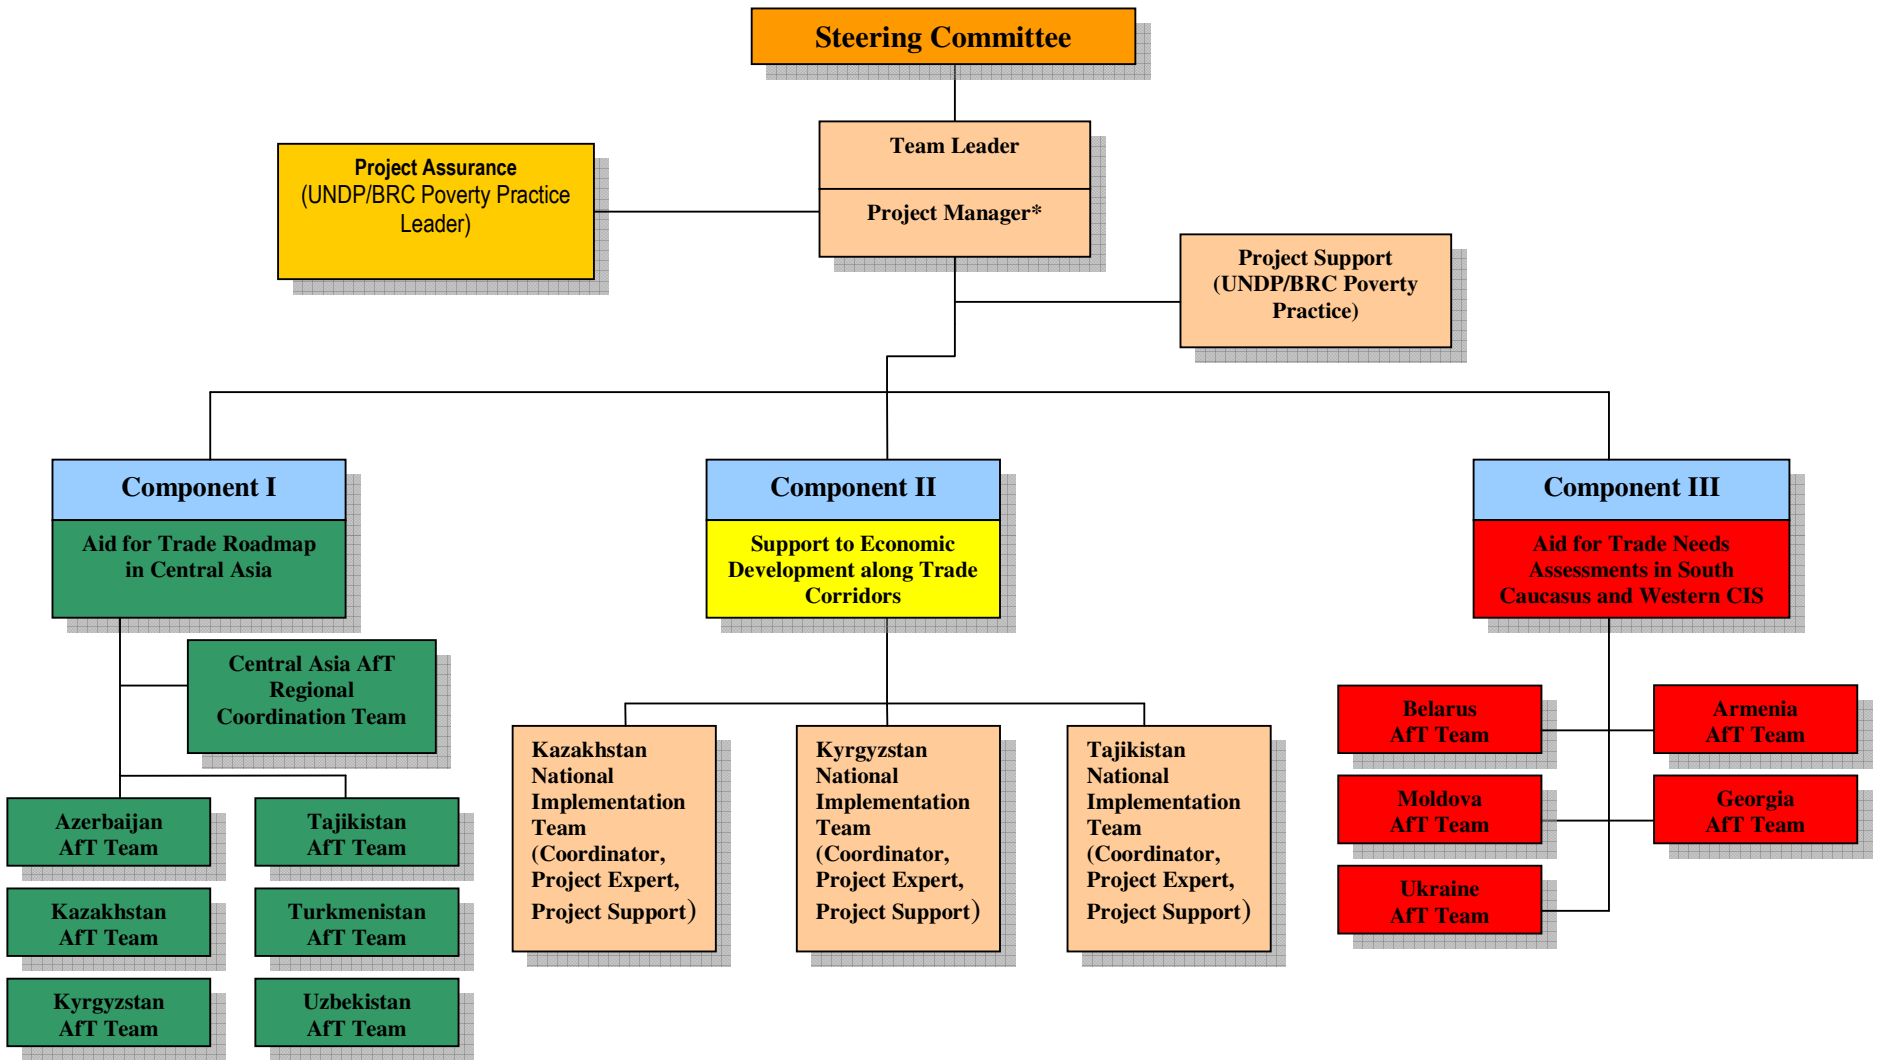 Steering Committee
Team Leader
Project Manager*
Project Assurance
(UNDP/BRC Poverty Practice
Leader)
Project Support
(UNDP/BRC Poverty
Practice)
Component I
Aid for Trade Roadmap
in Central Asia
Central Asia AfT
Regional
Coordination Team
Azerbaijan
AfT Team
Tajikistan
AfT Team
Kazakhstan
AfT Team
Turkmenistan
AfT Team
Kyrgyzstan
AfT Team
Uzbekistan
AfT Team
Component II
Support to Economic
Development along Trade
Corridors
Kazakhstan
National
Implementation
Team
(Coordinator,
Project Expert,
Project Support)
Kyrgyzstan
National
Implementation
Team
(Coordinator,
Project Expert,
Project Support)
Tajikistan
National
Implementation
Team
(Coordinator,
Project Expert,
Project Support)
Component III
Aid for Trade Needs
Assessments in South
Caucasus and Western CIS
Belarus
AfT Team
Armenia
AfT Team
Moldova
AfT Team
Georgia
AfT Team
Ukraine
AfT Team